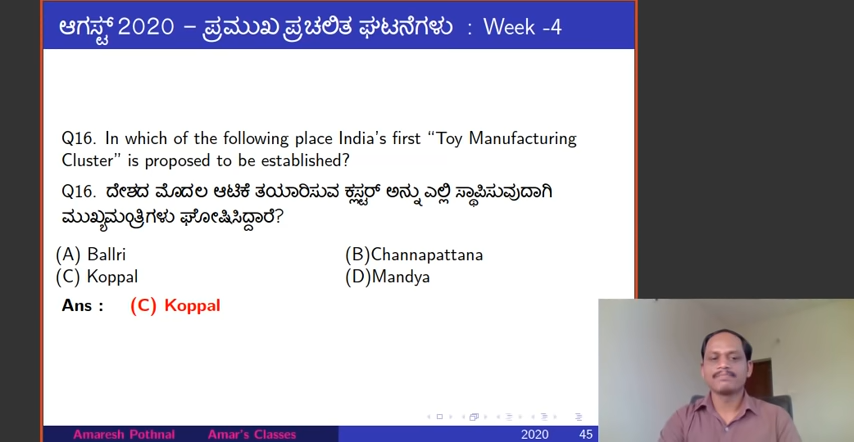 ಆಗಸ್ಟ್ 2020 – ಪ್ರಮುಖ ಪ್ರಚಲಿತ ಘಟನೆಗಳು : Week -4
Q16. In which of the following place India's first “Toy Manufacturing
Cluster” is proposed to be established?
Q16. ದೇಶದ ಮೊದಲ ಆಟಿಕೆ ತಯಾರಿಸುವ ಕ್ಲಸ್ಟರ್ ಅನ್ನು ಎಲ್ಲಿ ಸ್ಥಾಪಿಸುವುದಾಗಿ
ಮುಖ್ಯಮಂತ್ರಿಗಳು ಘೋಷಿಸಿದ್ದಾರೆ?
(A) Ballri (B)Channapattana
(C) Koppal (D)Mandya
Ans : (C) Koppal
Amaresh Pothnal Amar's Classes 2020 45